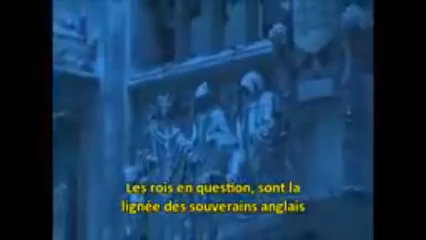 Les rois en question, sont la
lignée des souverains anglais